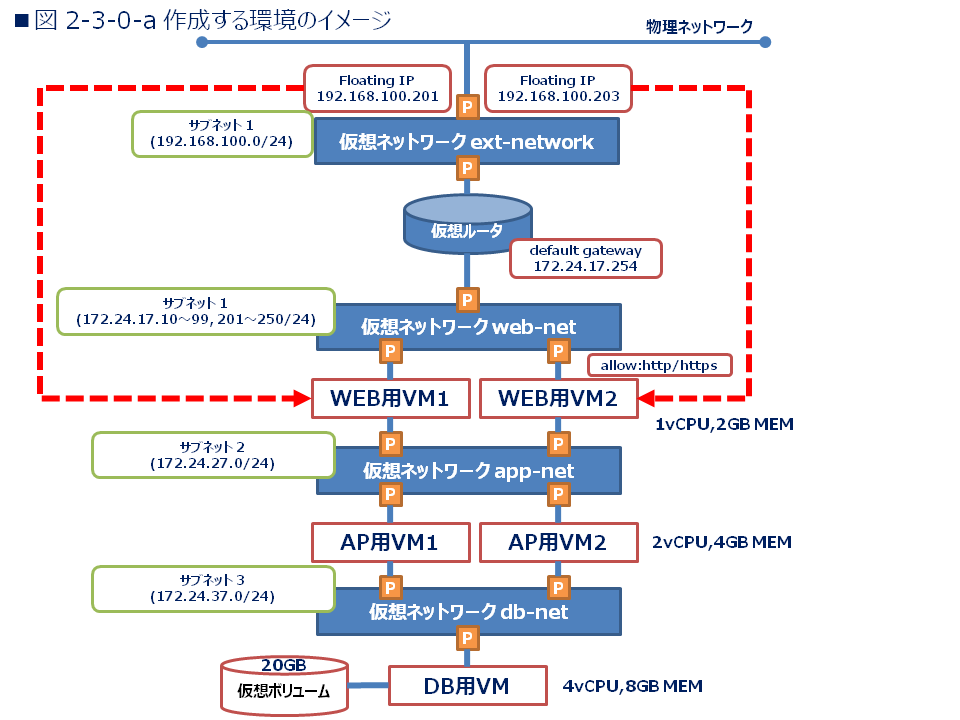 ■図 2-3-0-a 作成する環境のイメージ
物理ネットワーク
Floating IP
192.168.100.201
Floating IP
192.168.100.203
P
サブネット1
(192.168.100.0/24)
仮想ネットワーク ext-network
P
仮想ルータ
default gateway
172.24.17.254
P
サブネット1
(172.24.17.10～99, 201～250/24)
仮想ネットワーク web-net
P
P
allow:http/https
WEB用VM1
WEB用VM2
1vCPU,2GB MEM
P
P
サブネット2
(172.24.27.0/24)
仮想ネットワーク app-net
P
P
AP用VM1
AP用VM2
2vCPU,4GB MEM
P
P
サブネット3
(172.24.37.0/24)
仮想ネットワーク db-net
P
20GB
仮想ボリューム
DB用VM
4vCPU,8GB MEM